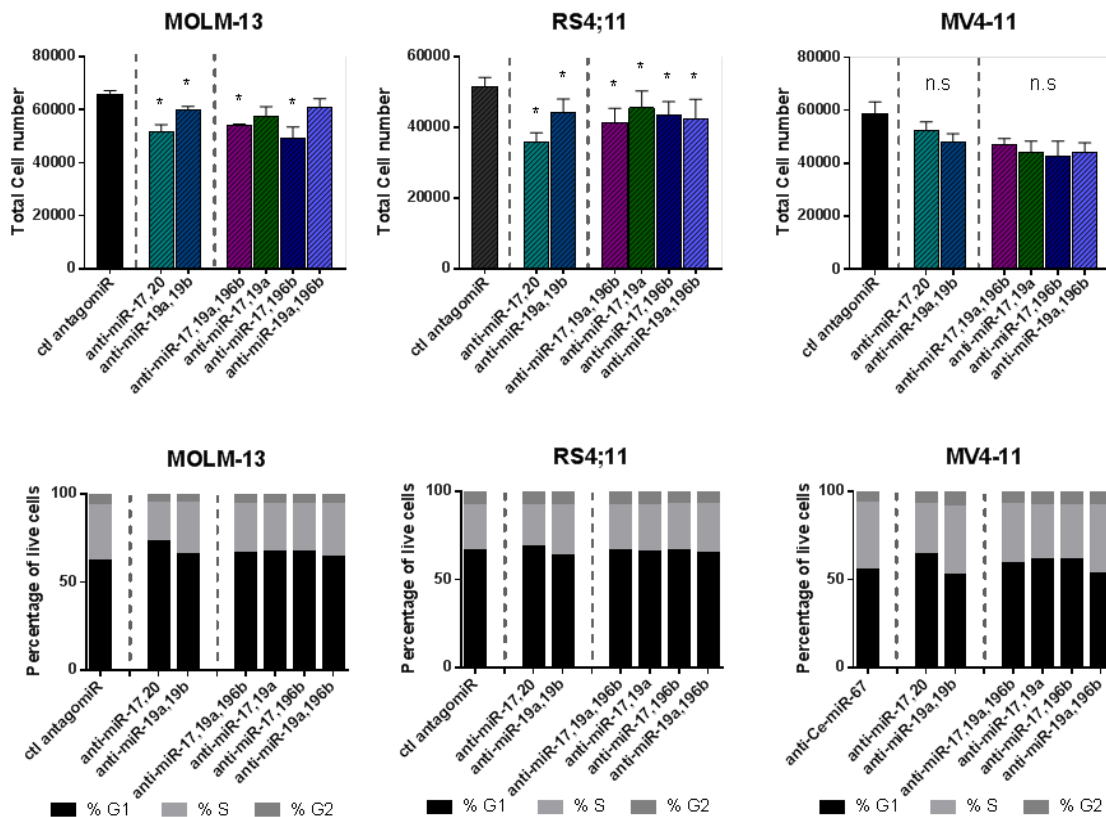 MOLM-13
Total Cell number
80000
60000
40000
20000
0
* * * *
ctl antagomiR
anti-miR-17,20
anti-miR-19a,19b
anti-miR-17,19a,196b
anti-miR-17,19a
anti-miR-17,196b
anti-miR-19a,196b
RS4;11
Total Cell number
60000
40000
20000
0
* * * * * *
ctl antagomiR
anti-miR-17,20
anti-miR-19a,19b
anti-miR-17,19a,196b
anti-miR-17,19a
anti-miR-17,196b
anti-miR-19a,196b
MV4-11
Total Cell number
80000
60000
40000
20000
0
n.s n.s
ctl antagomiR
anti-miR-17,20
anti-miR-19a,19b
anti-miR-17,19a,196b
anti-miR-17,19a
anti-miR-17,196b
anti-miR-19a,196b
MOLM-13
Percentage of live cells
100
50
0
ctl antagomiR
anti-miR-17,20
anti-miR-19a,19b
anti-miR-17,19a,196b
anti-miR-17,19a
anti-miR-17,196b
anti-miR-19a,196b
% G1 % S % G2
RS4;11
Percentage of live cells
100
50
0
ctl antagomiR
anti-miR-17,20
anti-miR-19a,19b
anti-miR-17,19a,196b
anti-miR-17,19a
anti-miR-17,196b
anti-miR-19a,196b
% G1 % S % G2
MV4-11
Percentage of live cells
100
50
0
anti-Ce-miR-67
anti-miR-17,20
anti-miR-19a,19b
anti-miR-17,19a,196b
anti-miR-17,19a
anti-miR-17,196b
anti-miR-19a,196b
% G1 % S % G2